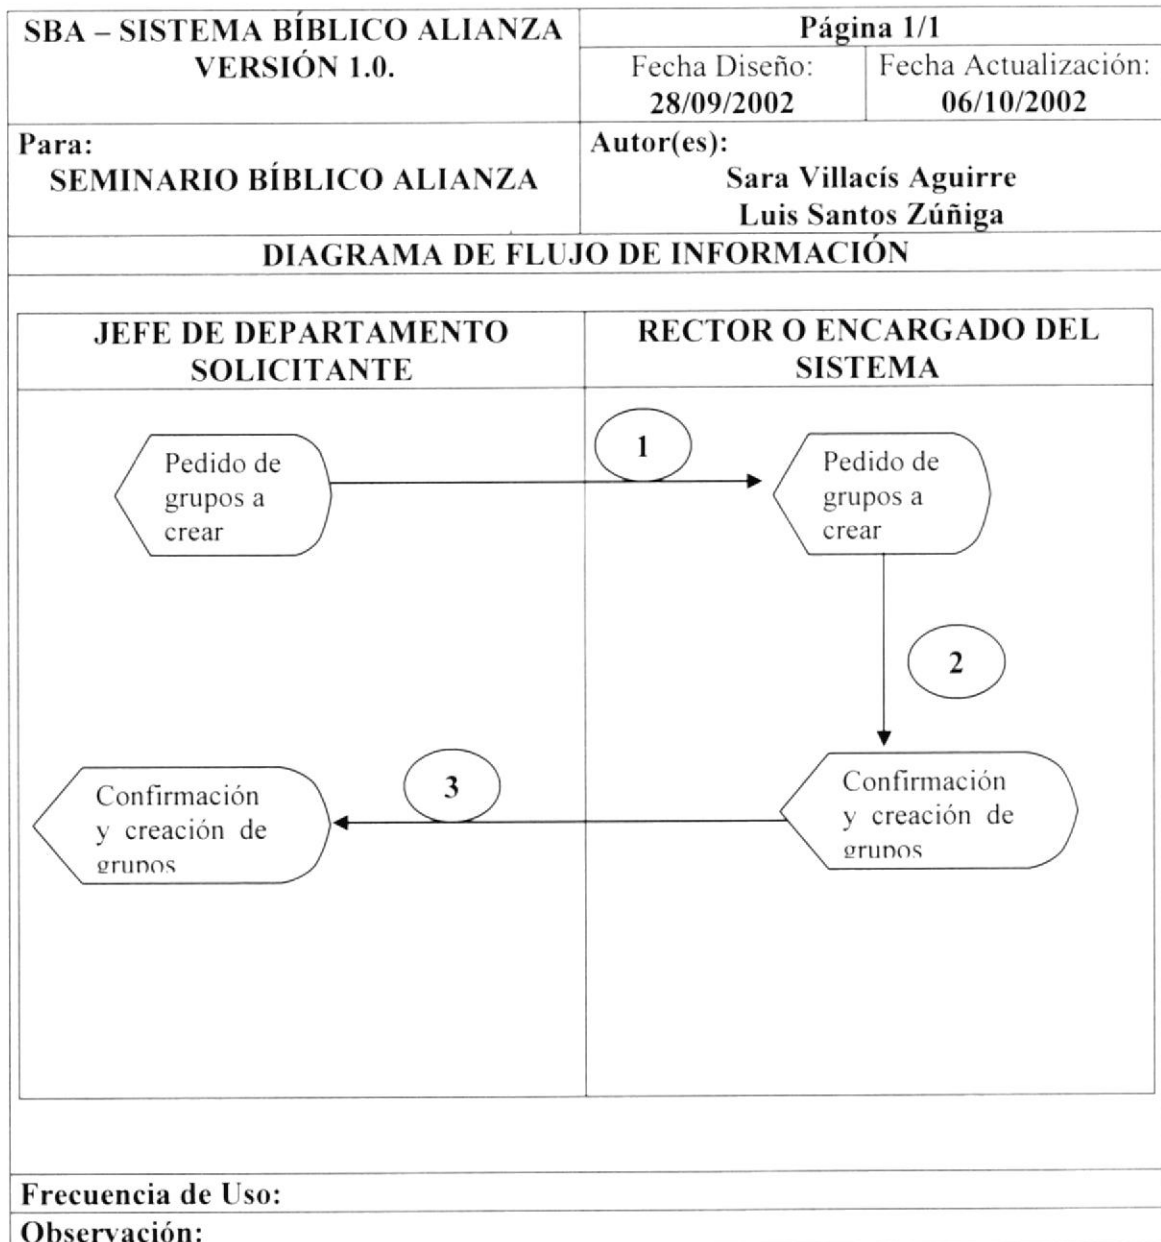 SBA – SISTEMA BÍBLICO ALIANZA
VERSIÓN 1.0.
Página 1/1
Fecha Diseño:
28/09/2002
Fecha Actualización:
06/10/2002
Para:
SEMINARIO BÍBLICO ALIANZA
Autor(es):
Sara Villacís Aguirre
Luis Santos Zúñiga
DIAGRAMA DE FLUJO DE INFORMACIÓN
JEFE DE DEPARTAMENTO
SOLICITANTE
RECTOR O ENCARGADO DEL
SISTEMA
Pedido de
grupos a
crear
1
Pedido de
grupos a
crear
2
Confirmación
y creación de
grupos
3
Confirmación
y creación de
grupos
Frecuencia de Uso:
Observación: